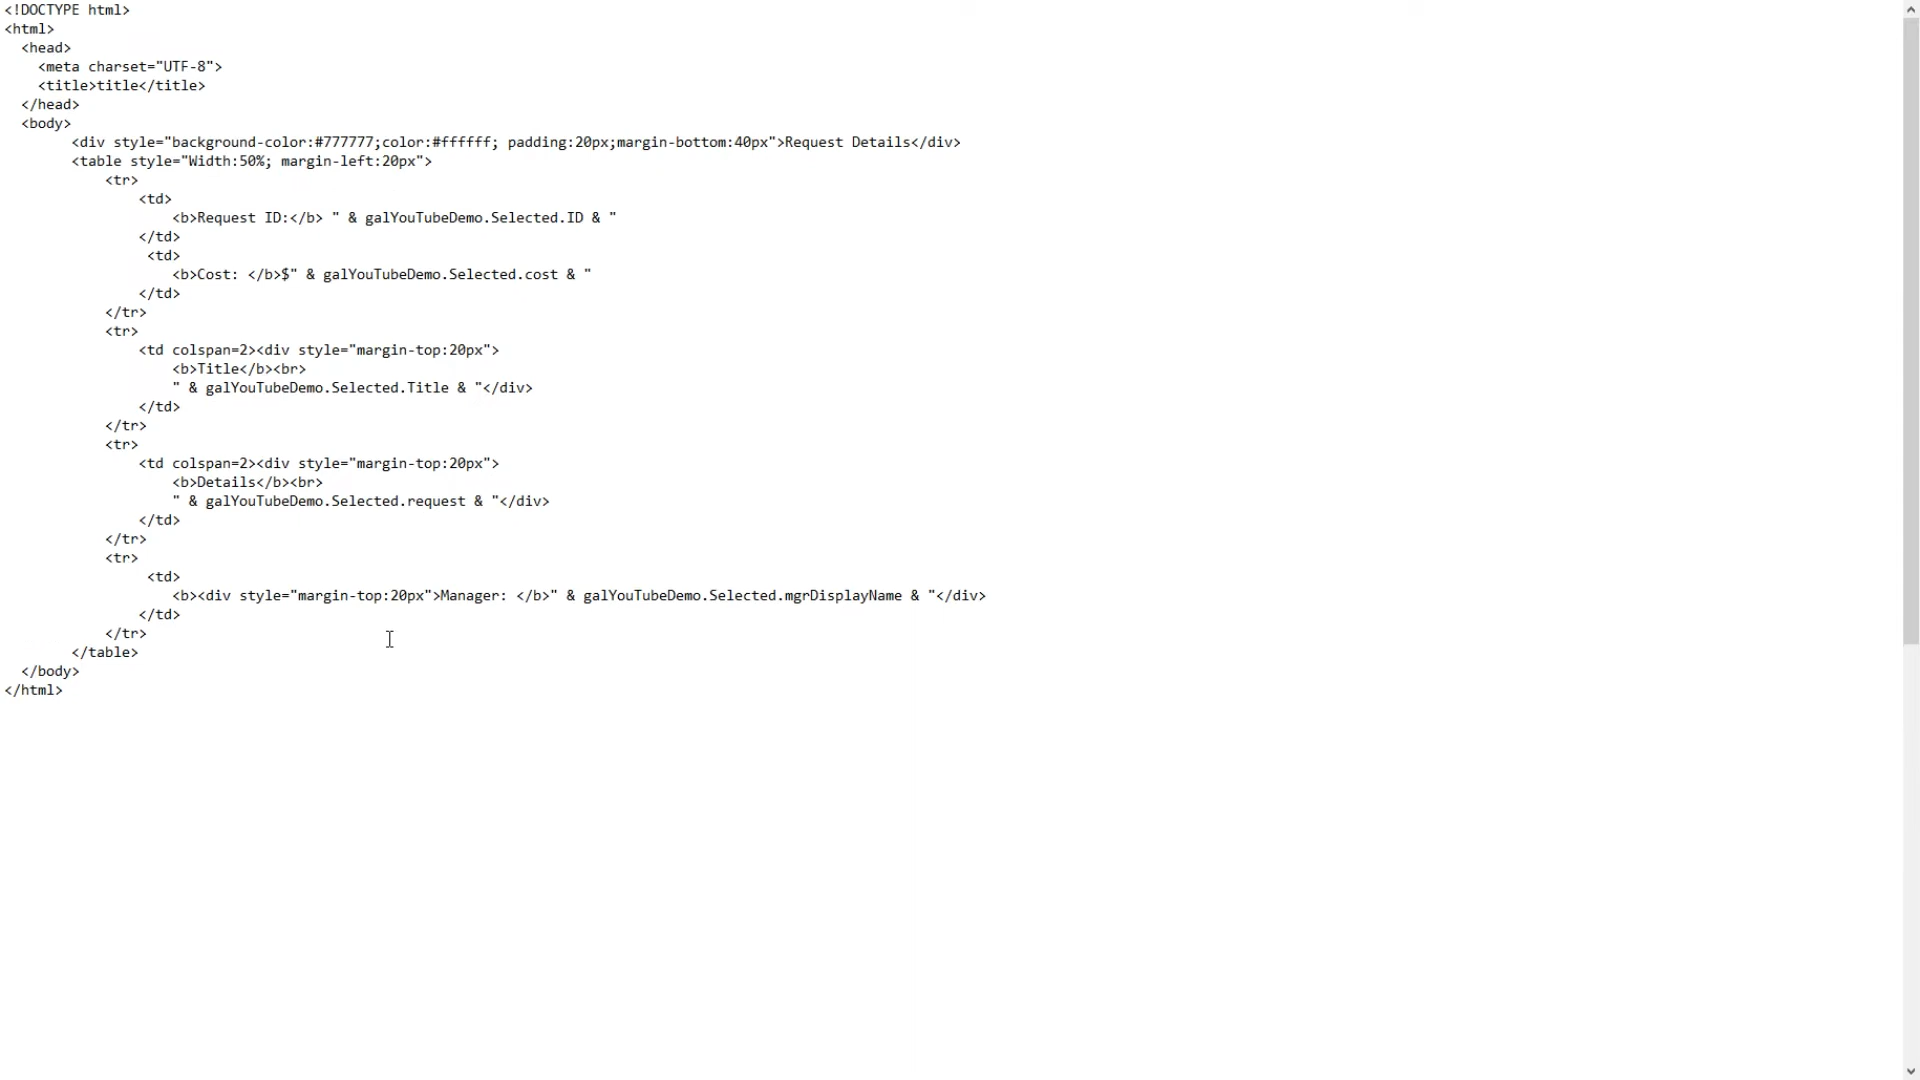 <!DOCTYPE html>
<html>
  <head>
    <meta charset="UTF-8">
    <title>title</title>
  </head>
  <body>
        <div style="background-color:#777777;color:#ffffff; padding:20px;margin-bottom:40px">Request Details</div>
        <table style="Width:50%; margin-left:20px">
            <tr>
                <td>
                    <b>Request ID:</b> " & galYouTubeDemo.Selected.ID & "
                </td>
                 <td>
                    <b>Cost: </b>$" & galYouTubeDemo.Selected.cost & "
                </td>
            </tr>
            <tr>
                <td colspan=2><div style="margin-top:20px">
                    <b>Title</b><br>
                    " & galYouTubeDemo.Selected.Title & "</div>
                </td>
            </tr>
            <tr>
                <td colspan=2><div style="margin-top:20px">
                    <b>Details</b><br>
                    " & galYouTubeDemo.Selected.request & "</div>
                </td>
            </tr>
            <tr>
                 <td>
                    <b><div style="margin-top:20px">Manager: </b>" & galYouTubeDemo.Selected.mgrDisplayName & "</div>
                </td>
            </tr>
        </table>
  </body>
</html>